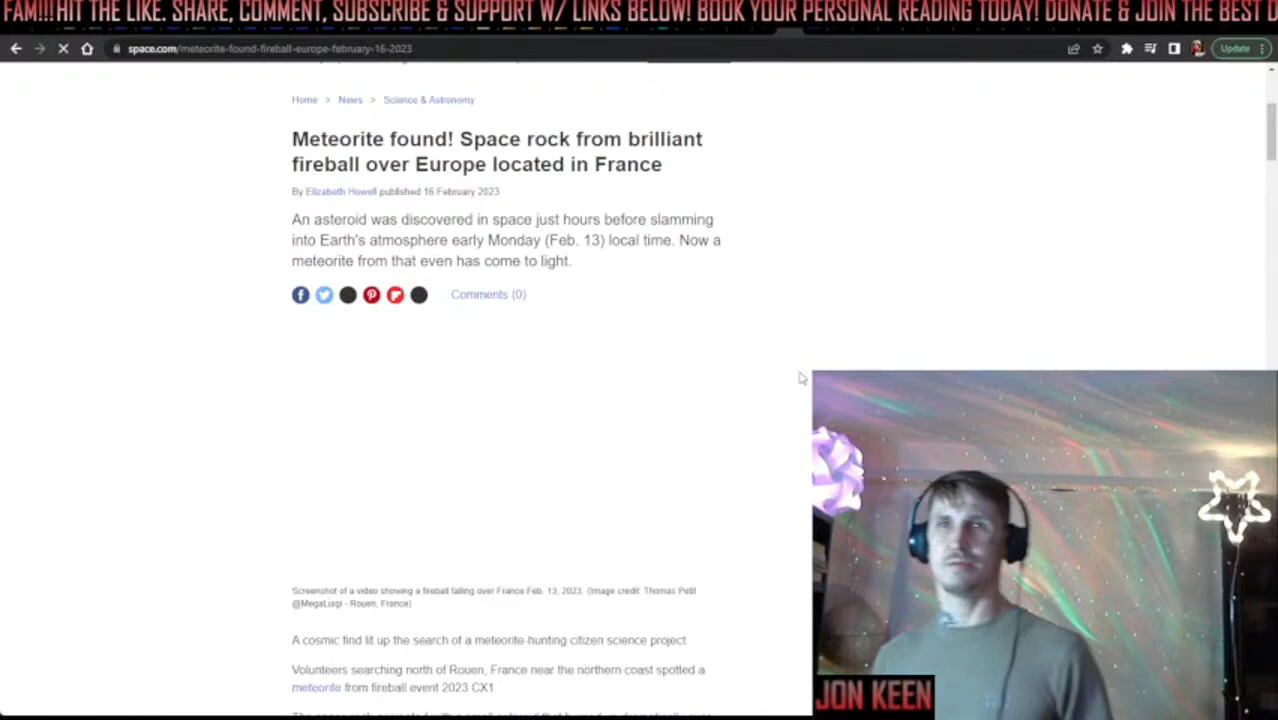 FAM!!!HIT THE LIKE. SHARE, COMMENT, SUBSCRIBE & SUPPORT W/ LINKS BELOW! BOOK YOUR PERSONAL READING TODAY! DONATE & JOIN THE BEST
space.com/meteorite-found-fireball-europe-february-16-2023
Update
Home > News > Science & Astronomy
Meteorite found! Space rock from brilliant
fireball over Europe located in France
By Elizabeth Howell published 16 February 2023
An asteroid was discovered in space just hours before slamming
into Earth's atmosphere early Monday (Feb. 13) local time. Now a
meteorite from that even has come to light.
Comments (0)
Screenshot of a video showing a fireball falling over France Feb. 13, 2023. (Image credit: Thomas Petit
@MegaLuigi - Rouen, France)
A cosmic find lit up the search of a meteorite-hunting citizen science project.
Volunteers searching north of Rouen, France near the northern coast spotted a
meteorite from fireball event 2023 CX1
JON KEEN